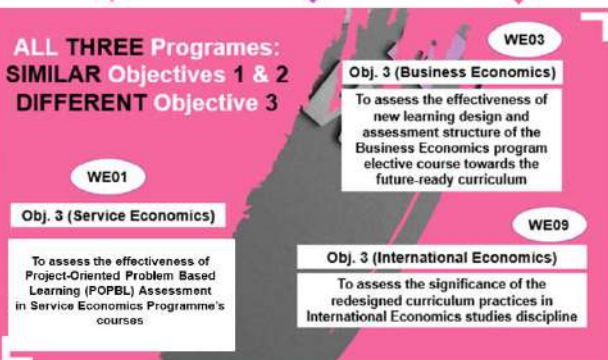 ALL THREE Programes:
SIMILAR Objectives 1 & 2
DIFFERENT Objective 3
WE03
Obj. 3 (Business Economics)
To assess the effectiveness of
new learning design and
assessment structure of the
Business Economics program
elective course towards the
future-ready curriculum
WE01
Obj. 3 (Service Economics)
To assess the effectiveness of
Project-Oriented Problem Based
Learning (POPBL) Assessment
in Service Economics Programme's
courses
WE09
Obj. 3 (International Economics)
To assess the significance of the
redesigned curriculum practices in
International Economics studies discipline